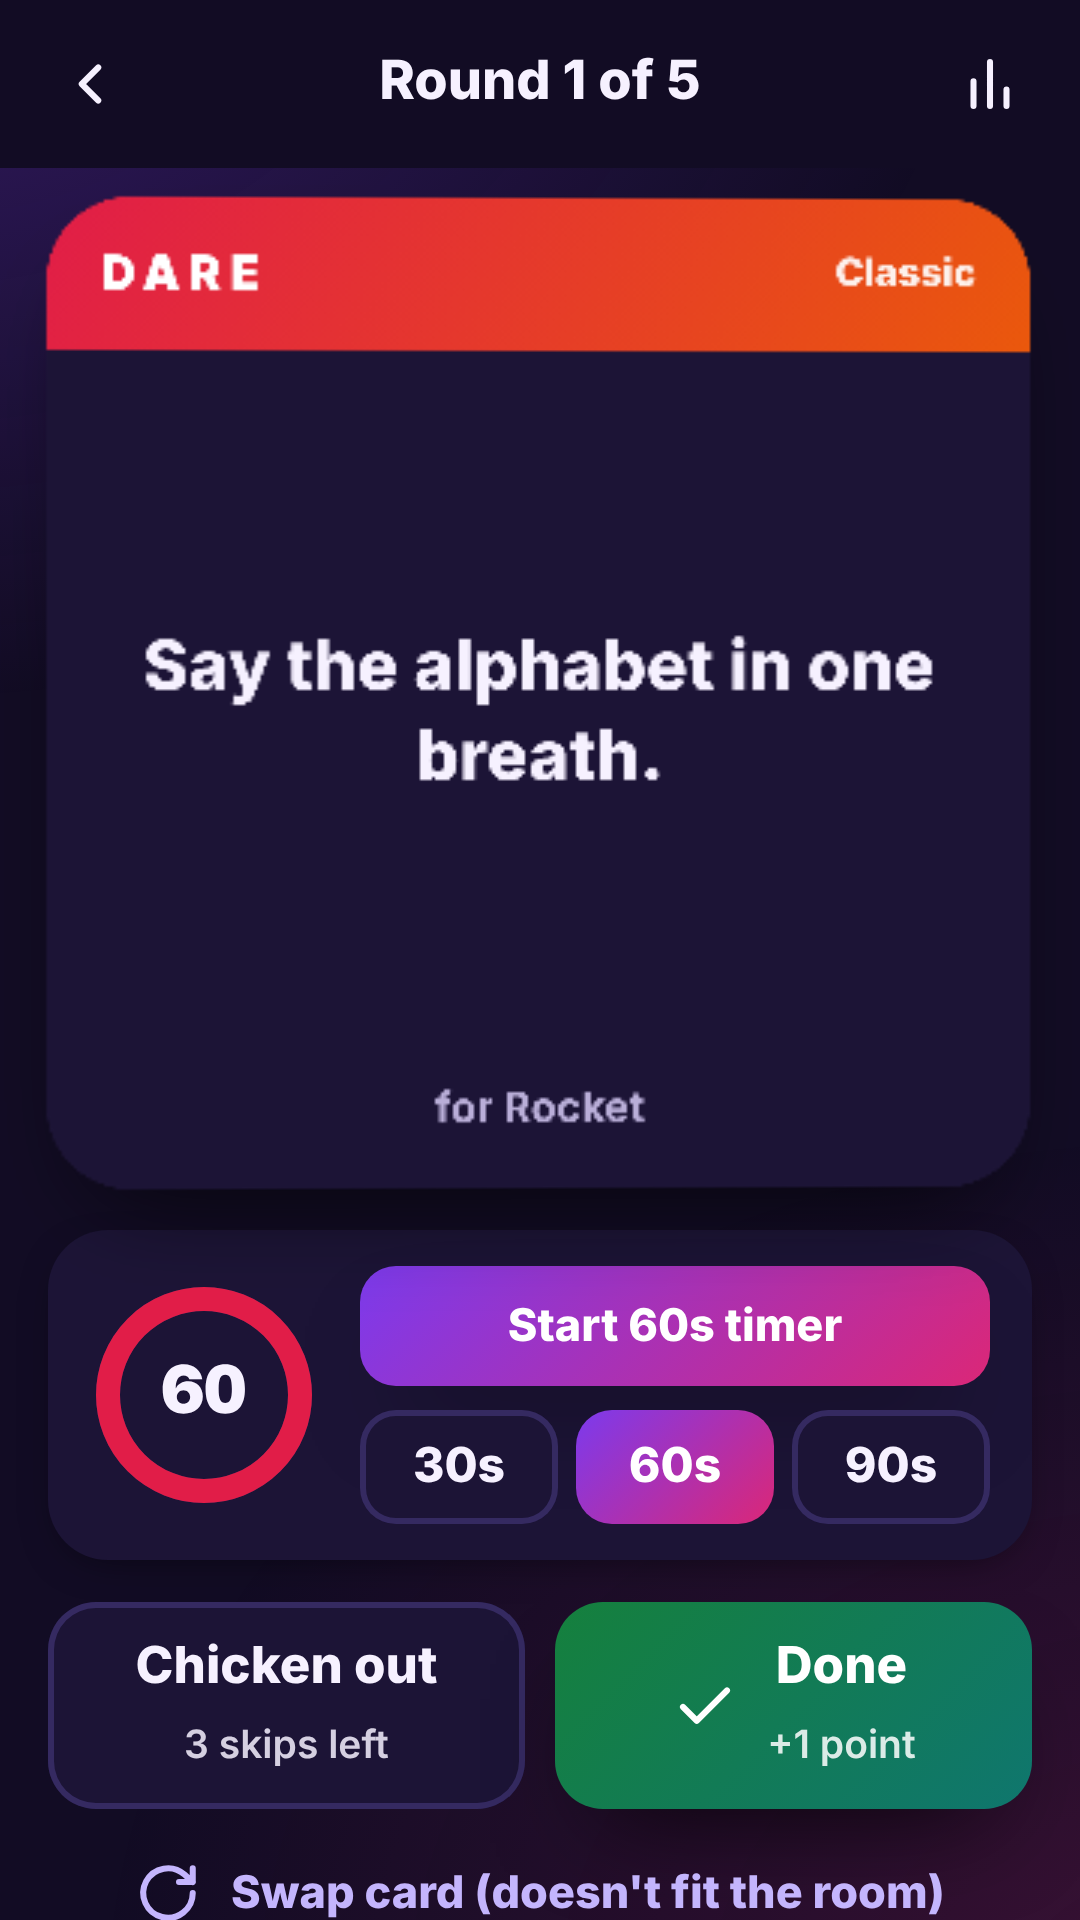 Round 1 of 5
DARE
Classic
Say the alphabet in one
breath.
for Rocket
60
Start 60s timer
30s
60s
90s
Chicken out
3 skips left
Done
+1 point
Swap card (doesn't fit the room)